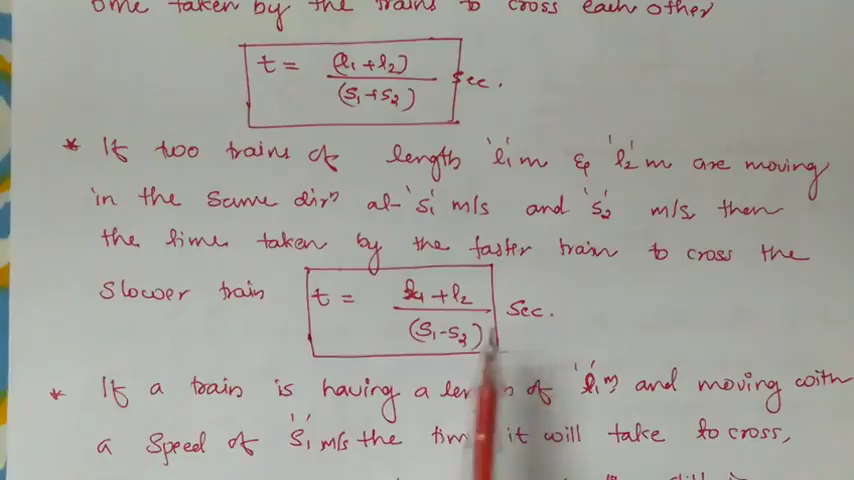 time taken by the trains to cross each other
t = (l1+l2) / (S1+S2) Sec.
* If two trains of length 'l1'm & 'l2'm are moving
in the same dirn at 'S1' m/s and 'S2' m/s then
the time taken by the faster train to cross the
Slower train t = l1+l2 / (S1-S2) Sec.
* If a train is having a of 'l1'm and moving with
a Speed of 'S1' m/s the it will take to cross,